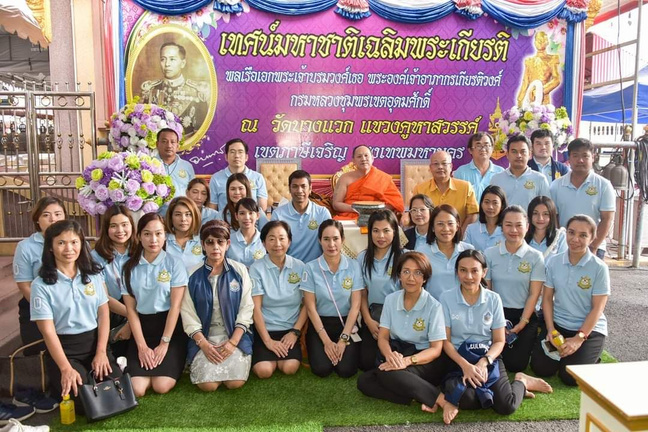 เทศน์มหาชาติเฉลิมพระเกียรติ
พลเรือเอกพระเจ้าบรมวงศ์เธอ พระองค์เจ้าอาภากรเกียรติวงศ์
กรมหลวงชุมพรเขตอุดมศักดิ์
ณ วัดบางแวก แขวงคูหาสวรรค์
เขตภาษีเจริญ กรุงเทพมหานคร